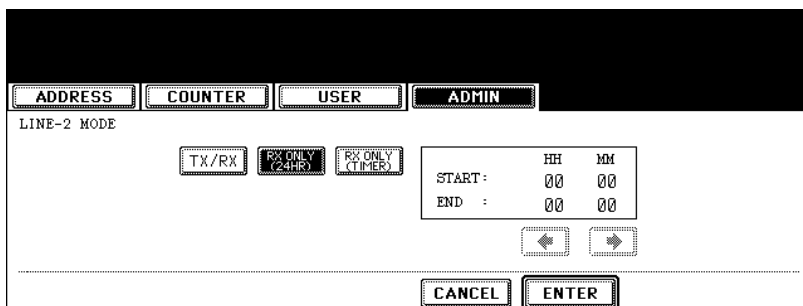 ADDRESS COUNTER USER ADMIN
LINE-2 MODE
TX/RX RX ONLY (24HR) RX ONLY (TIMER)
HH MM
START: 00 00
END : 00 00
CANCEL ENTER